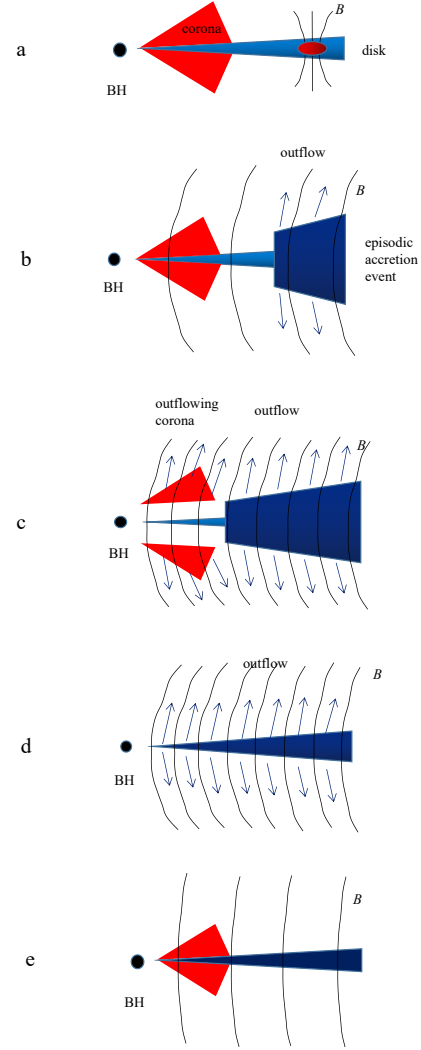 B
corona
a
disk
BH
outflow
B
episodic
accretion
event
b
BH
outflowing
corona
outflow
B
c
BH
outflow
B
d
BH
B
e
BH